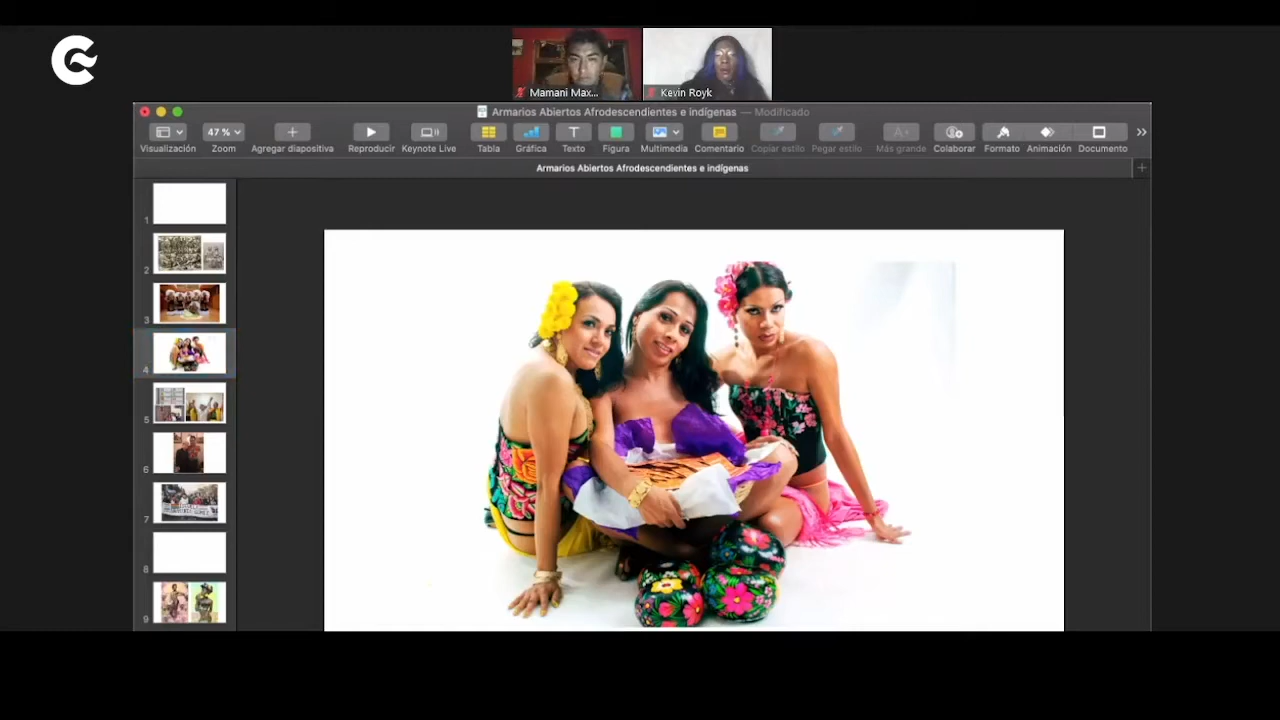 Mamani Max...
Kevin Royk
Armarios Abiertos Afrodescendientes e indígenas — Modificado
47 %
Visualización
Zoom
Agregar diapositiva
Reproducir
Keynote Live
Tabla
Gráfica
Texto
Figura
Multimedia
Comentario
Copiar estilo
Pegar estilo
Más grande
Colaborar
Formato
Animación
Documento
Armarios Abiertos Afrodescendientes e indígenas
1
2
3
4
5
6
7
8
9